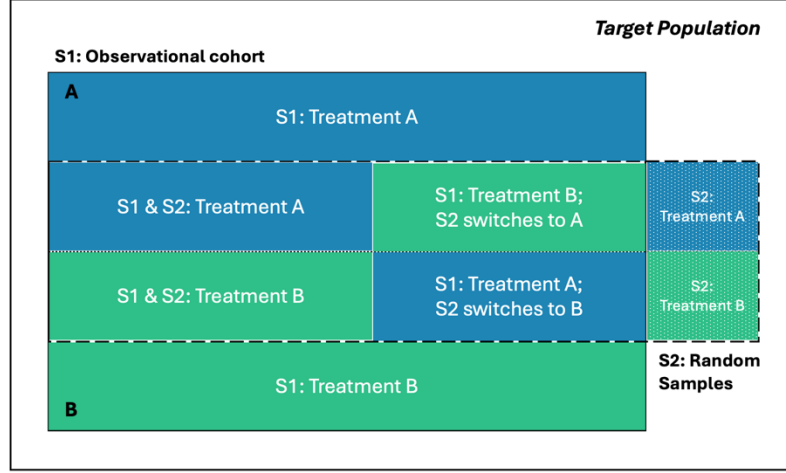 Target Population
S1: Observational cohort
A
S1: Treatment A
S1 & S2: Treatment A
S1: Treatment B;
S2 switches to A
S2:
Treatment A
S1 & S2: Treatment B
S1: Treatment A;
S2 switches to B
S2:
Treatment B
S2: Random
Samples
S1: Treatment B
B